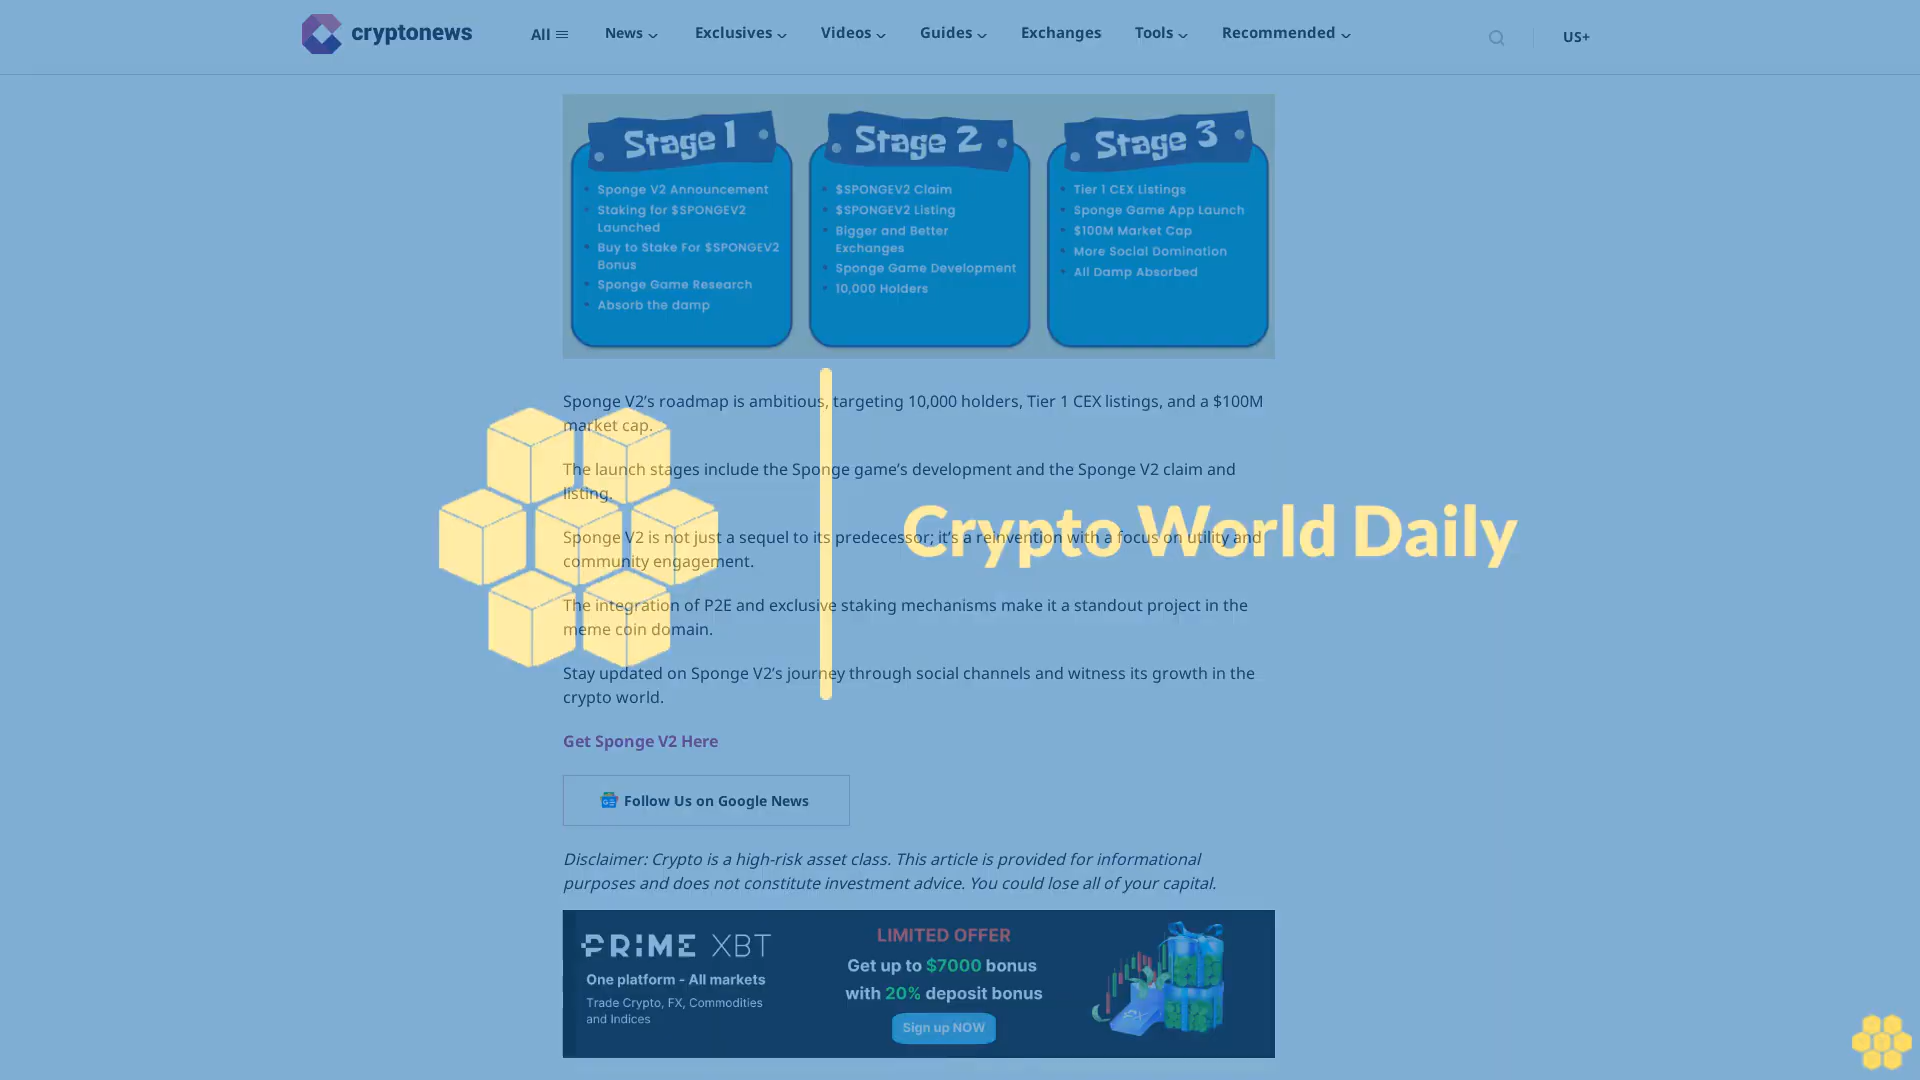 cryptonews
All
News
Exclusives
Videos
Guides
Exchanges
Tools
Recommended
US+
Stage 1
Sponge V2 Announcement
Staking for $SPONGEV2
Launched
Buy to Stake For $SPONGEV2
Bonus
Sponge Game Research
Absorb the damp
Stage 2
$SPONGEV2 Claim
$SPONGEV2 Listing
Bigger and Better
Exchanges
Sponge Game Development
10,000 Holders
Stage 3
Tier 1 CEX Listings
Sponge Game App Launch
$100M Market Cap
More Social Domination
All Damp Absorbed
Sponge V2’s roadmap is ambitious, targeting 10,000 holders, Tier 1 CEX listings, and a $100M
market cap.
The launch stages include the Sponge game’s development and the Sponge V2 claim and
listing.
Sponge V2 is not just a sequel to its predecessor; it’s a reinvention with a focus on utility and
community engagement.
The integration of P2E and exclusive staking mechanisms make it a standout project in the
meme coin domain.
Stay updated on Sponge V2’s journey through social channels and witness its growth in the
crypto world.
Crypto World Daily
Get Sponge V2 Here
Follow Us on Google News
Disclaimer: Crypto is a high-risk asset class. This article is provided for informational
purposes and does not constitute investment advice. You could lose all of your capital.
PRIME XBT
One platform - All markets
Trade Crypto, FX, Commodities
and Indices
LIMITED OFFER
Get up to $7000 bonus
with 20% deposit bonus
Sign up NOW